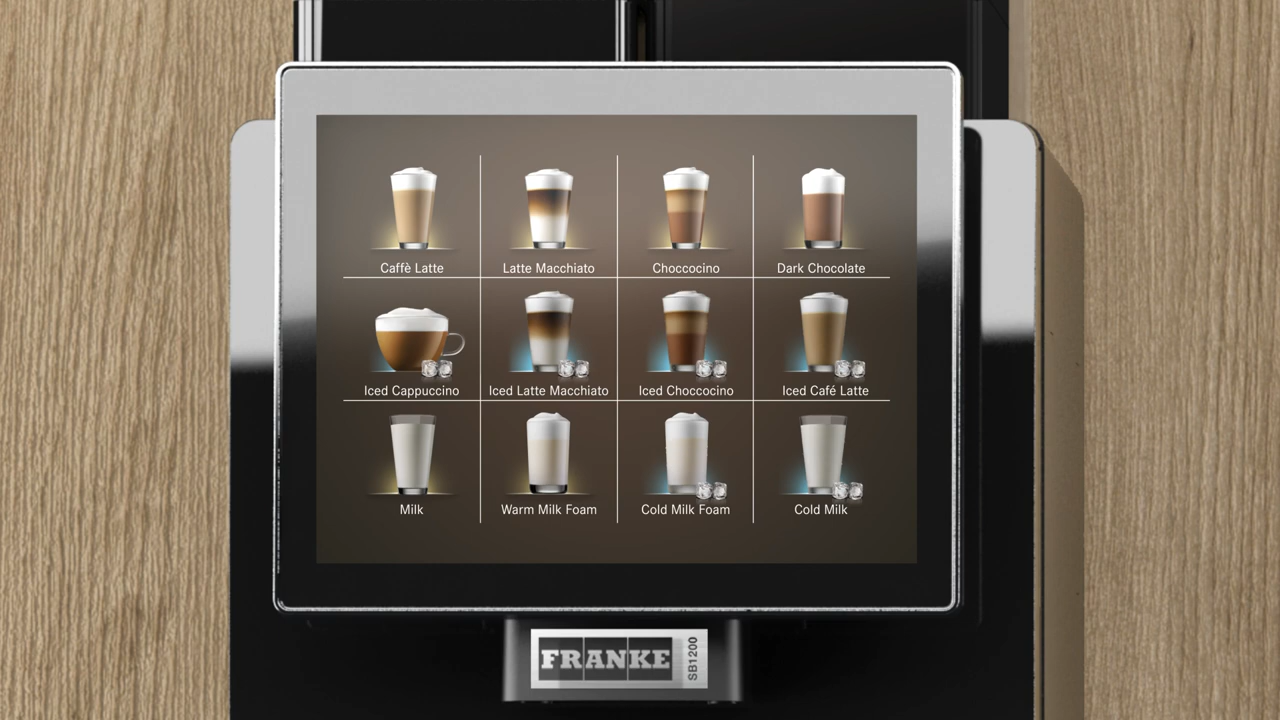 Caffè Latte
Latte Macchiato
Choccocino
Dark Chocolate
Iced Cappuccino
Iced Latte Macchiato
Iced Choccocino
Iced Café Latte
Milk
Warm Milk Foam
Cold Milk Foam
Cold Milk
FRANKE
SB1200